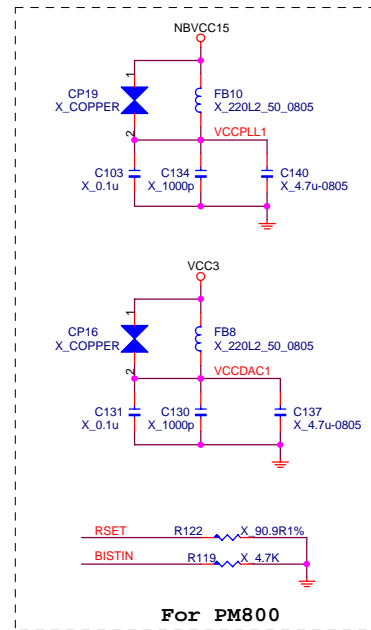 NBVCC15
1
CP19
X_COPPER
FB10
X_220L2_50_0805
2
VCCPLL1
C103
X_0.1u
C134
X_1000p
C140
X_4.7u-0805
VCC3
1
CP16
X_COPPER
FB8
X_220L2_50_0805
2
VCCDAC1
C131
X_0.1u
C130
X_1000p
C137
X_4.7u-0805
RSET
R122
X_90.9R1%
BISTIN
R119
X_4.7K
For PM800